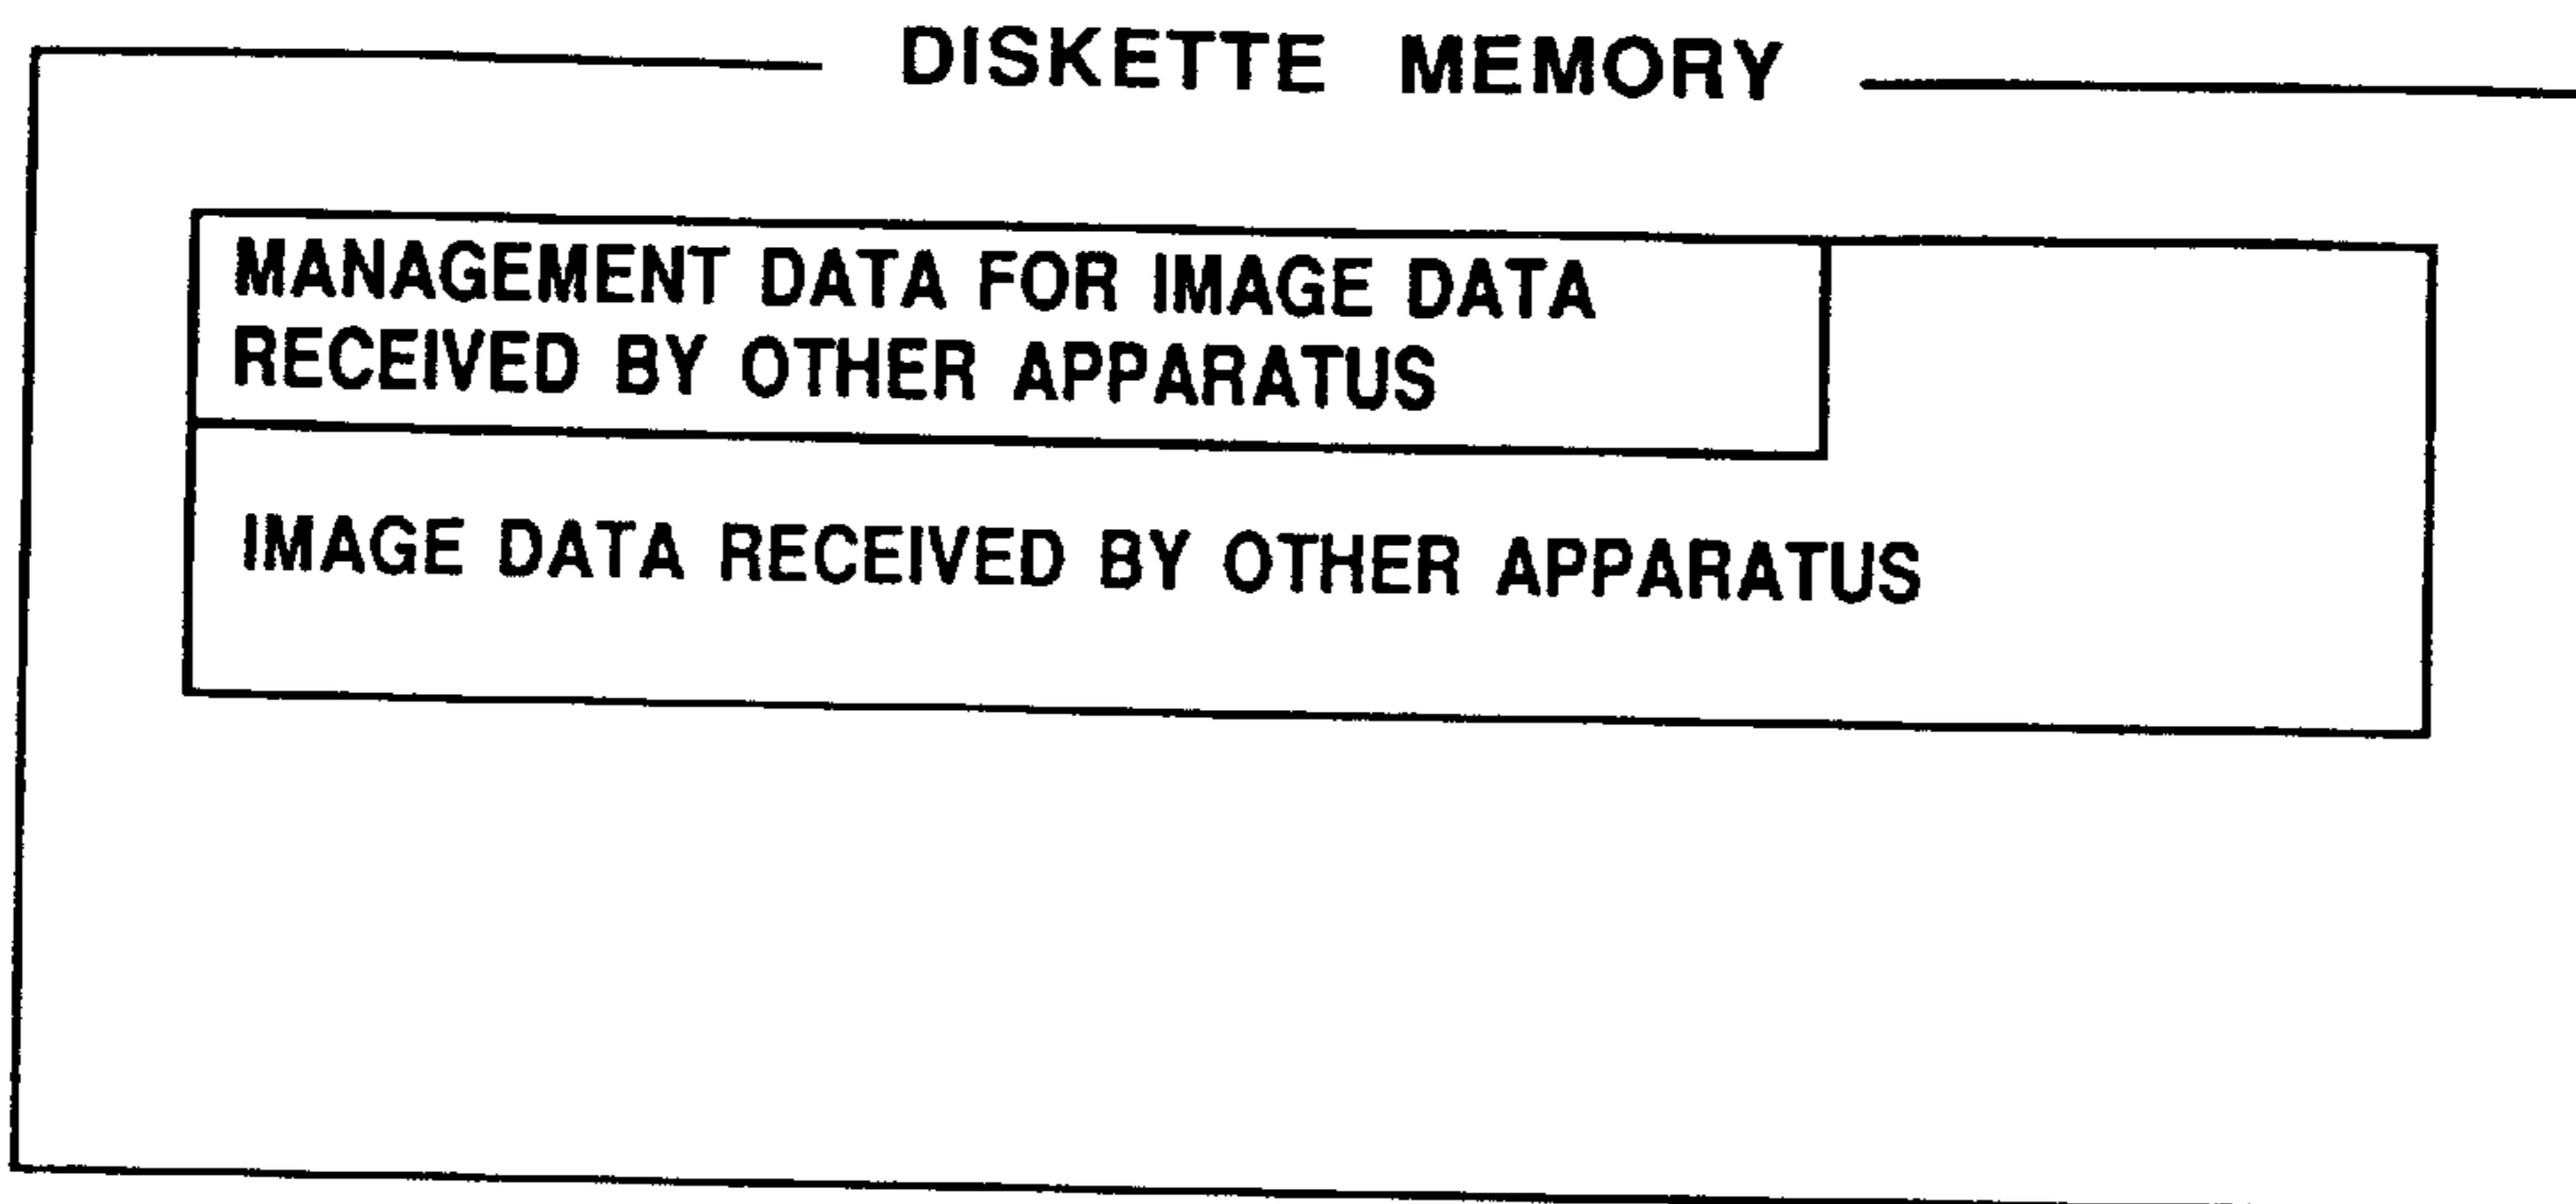 DISKETTE MEMORY
MANAGEMENT DATA FOR IMAGE DATA
RECEIVED BY OTHER APPARATUS
IMAGE DATA RECEIVED BY OTHER APPARATUS